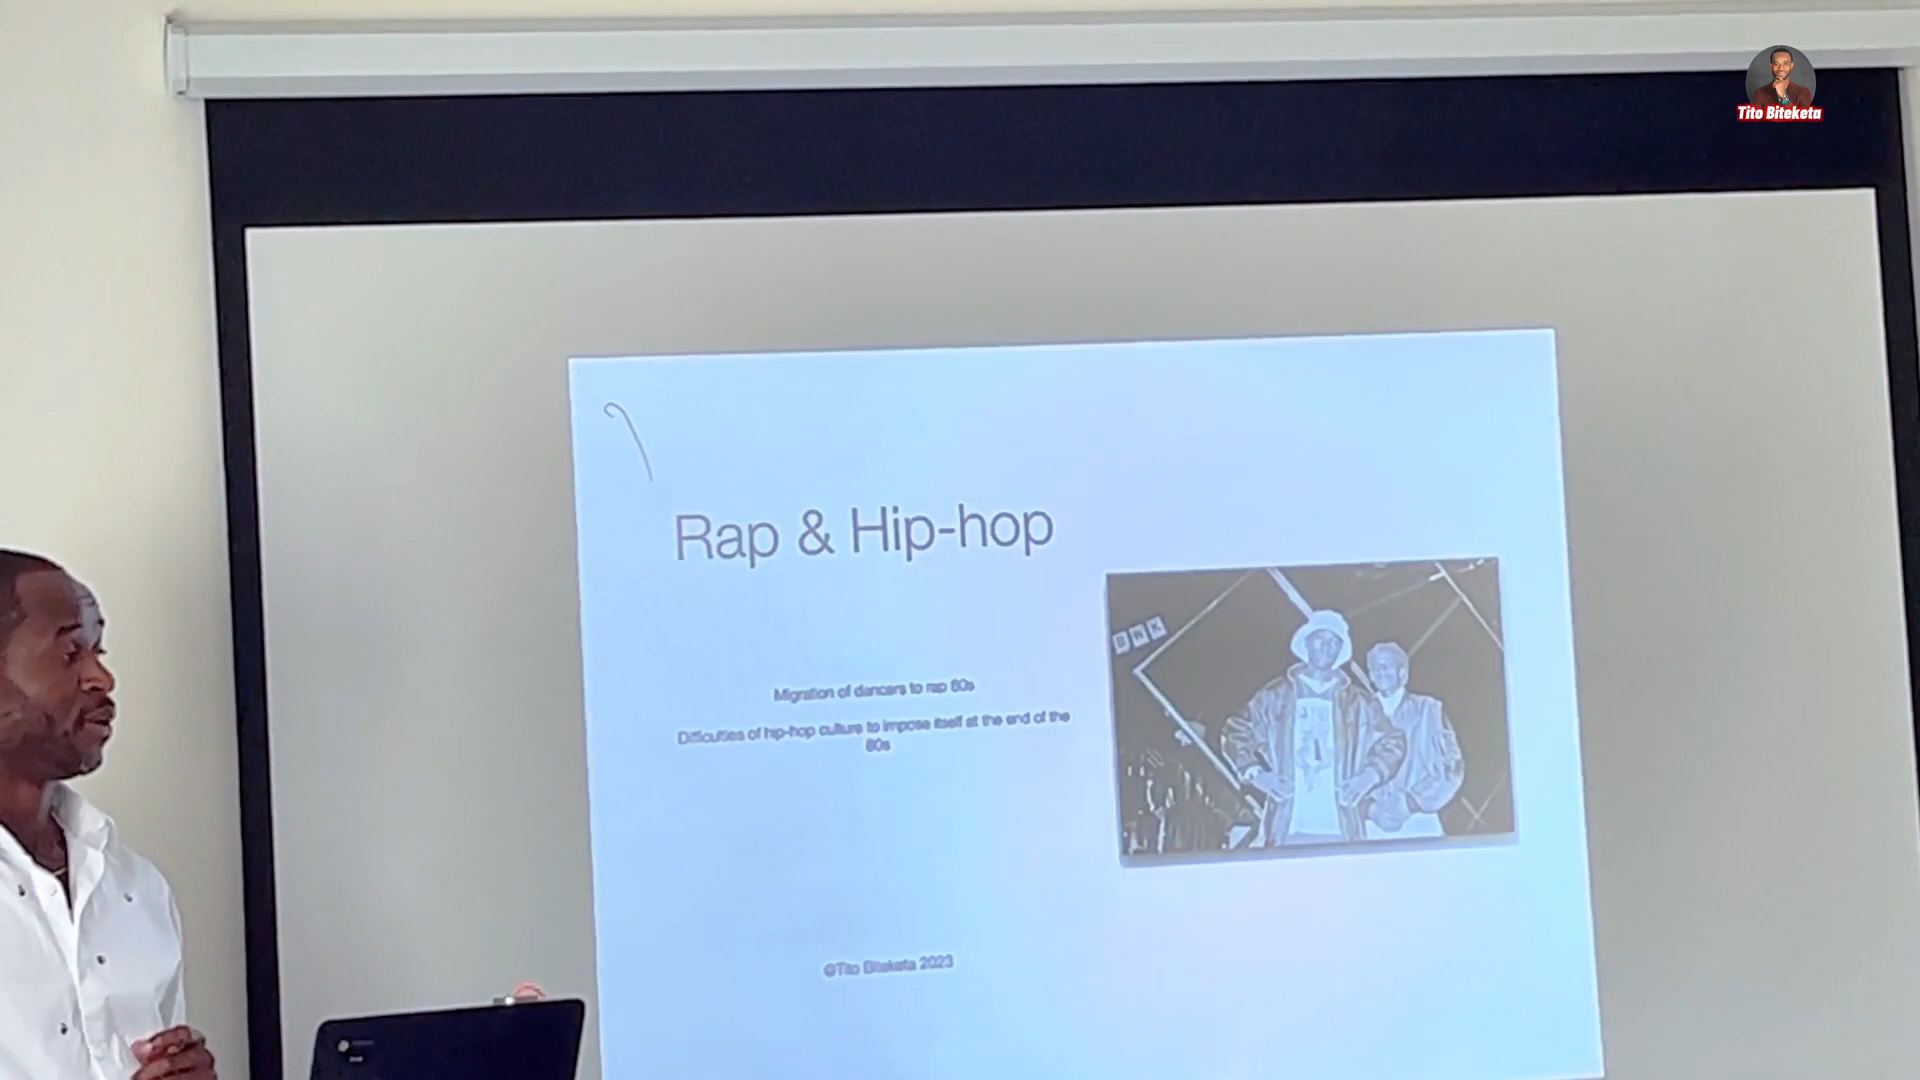 Tito Biteketa
Rap & Hip-hop
Migration of dancers to rap 80s
Difficulties of hip-hop culture to impose itself at the end of the
80s
©Tito Biteketa 2023